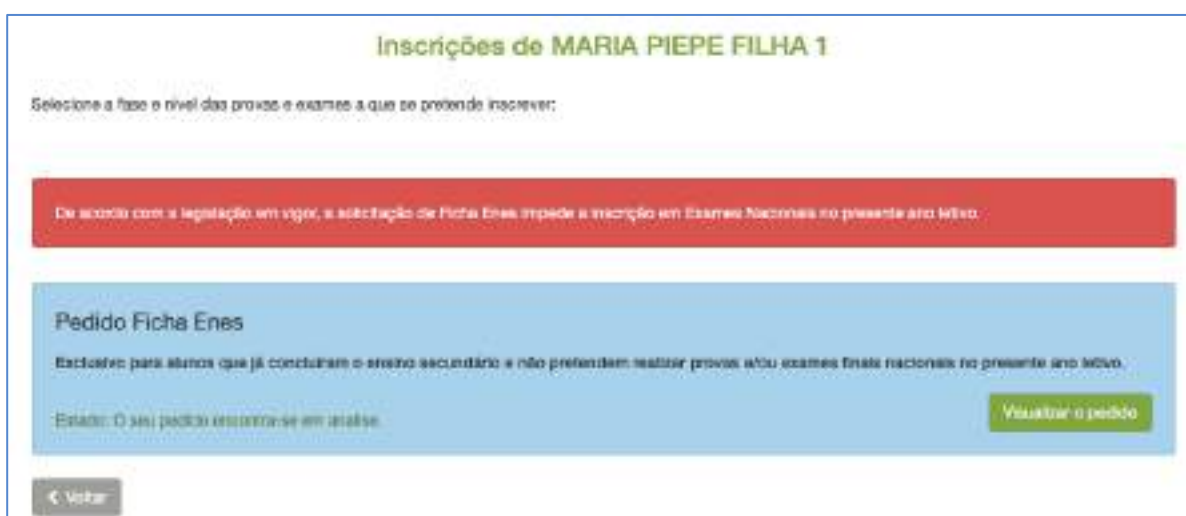 Inscrições de MARIA PIEPE FILHA 1
Selecione a fase e nível das provas e exames a que se pretende inscrever:
De acordo com a legislação em vigor, a solicitação de Ficha Enes impede a inscrição em Exames Nacionais no presente ano letivo.
Pedido Ficha Enes
Exclusivo para alunos que já concluíram o ensino secundário e não pretendem realizar provas e/ou exames finais nacionais no presente ano letivo.
Estado: O seu pedido encontra-se em análise.
Visualizar o pedido
Voltar